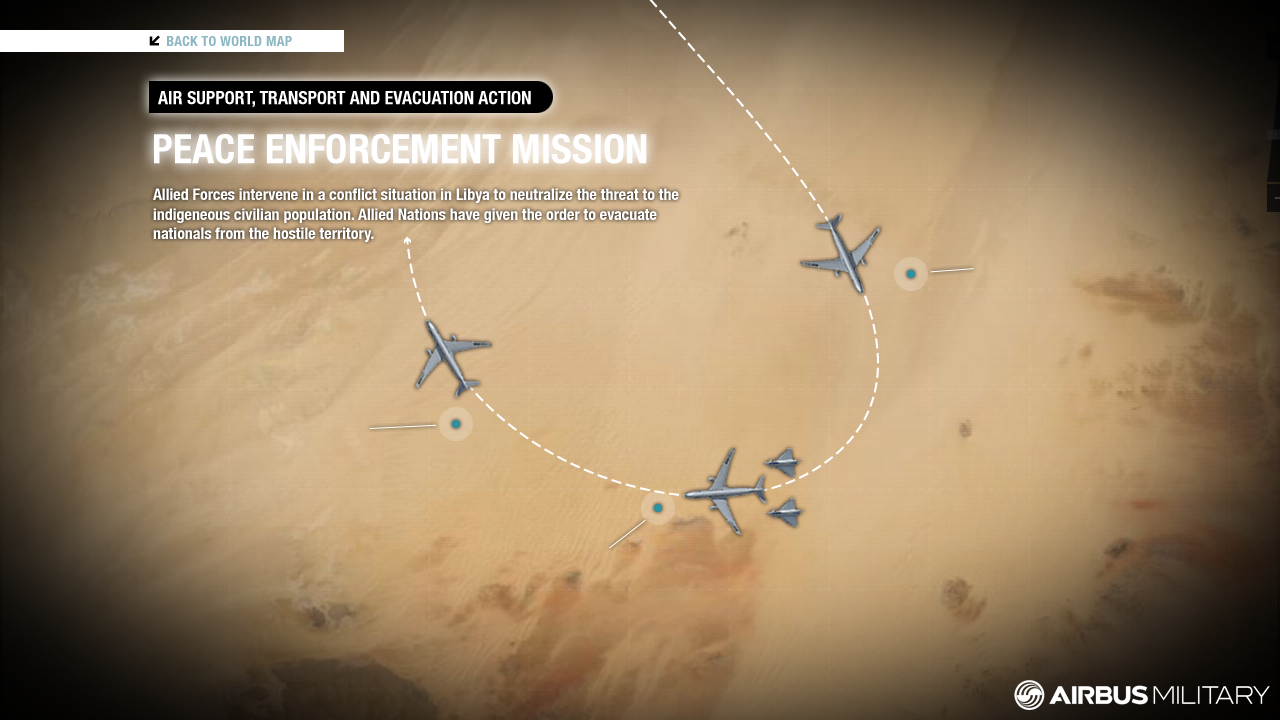 BACK TO WORLD MAP
AIR SUPPORT, TRANSPORT AND EVACUATION ACTION
PEACE ENFORCEMENT MISSION
Allied Forces intervene in a conflict situation in Libya to neutralize the threat to the
indigeneous civilian population. Allied Nations have given the order to evacuate
nationals from the hostile territory.
AIRBUS MILITARY